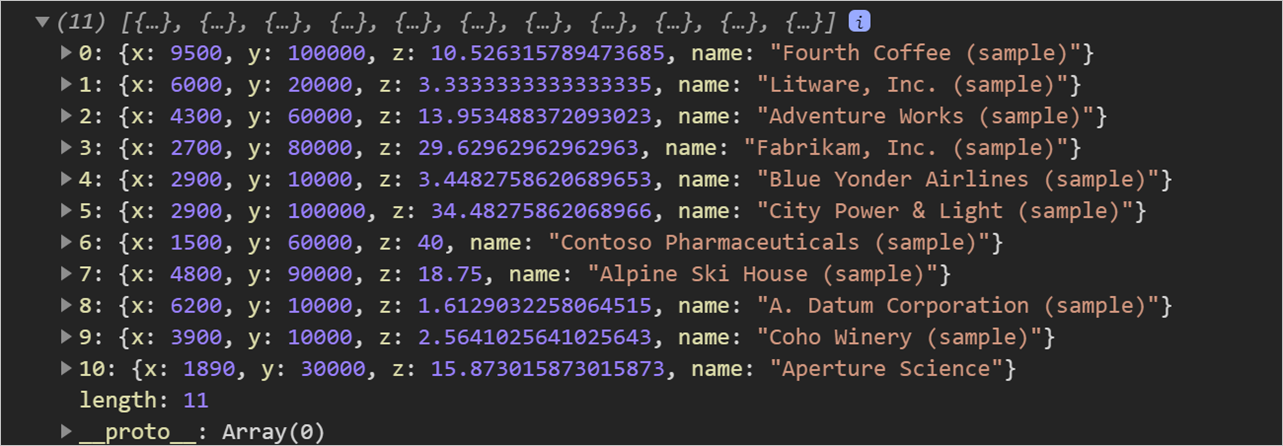 (11) [{…}, {…}, {…}, {…}, {…}, {…}, {…}, {…}, {…}, {…}, {…}] i
0: {x: 9500, y: 100000, z: 10.526315789473685, name: "Fourth Coffee (sample)"}
1: {x: 6000, y: 20000, z: 3.3333333333333335, name: "Litware, Inc. (sample)"}
2: {x: 4300, y: 60000, z: 13.953488372093023, name: "Adventure Works (sample)"}
3: {x: 2700, y: 80000, z: 29.62962962962963, name: "Fabrikam, Inc. (sample)"}
4: {x: 2900, y: 10000, z: 3.4482758620689653, name: "Blue Yonder Airlines (sample)"}
5: {x: 2900, y: 100000, z: 34.48275862068966, name: "City Power & Light (sample)"}
6: {x: 1500, y: 60000, z: 40, name: "Contoso Pharmaceuticals (sample)"}
7: {x: 4800, y: 90000, z: 18.75, name: "Alpine Ski House (sample)"}
8: {x: 6200, y: 10000, z: 1.6129032258064515, name: "A. Datum Corporation (sample)"}
9: {x: 3900, y: 10000, z: 2.5641025641025643, name: "Coho Winery (sample)"}
10: {x: 1890, y: 30000, z: 15.873015873015873, name: "Aperture Science"}
length: 11
__proto__: Array(0)